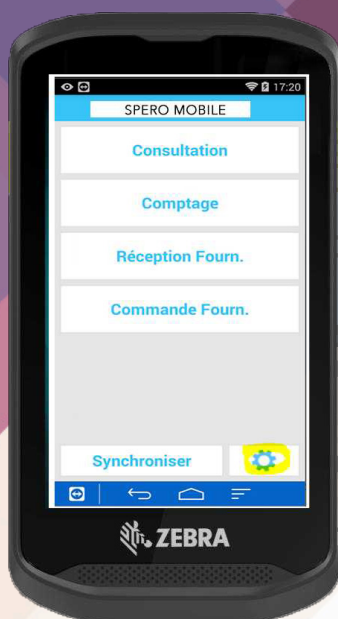 17:20
SPERO MOBILE
Consultation
Comptage
Réception Fourn.
Commande Fourn.
Synchroniser
ZEBRA